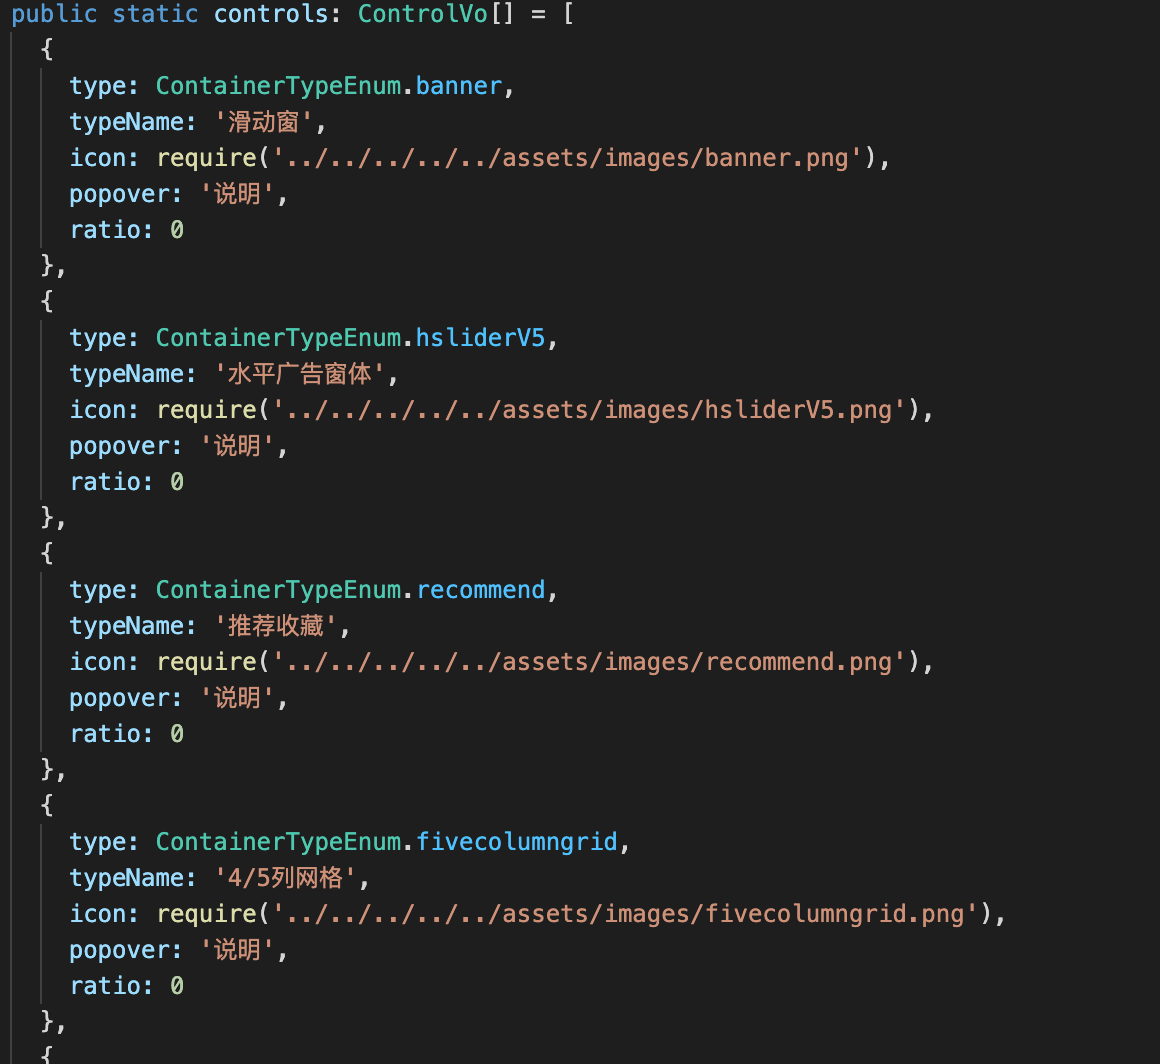 public static controls: ControlVo[] = [
{
type: ContainerTypeEnum.banner,
typeName: '滑动窗',
icon: require('../../../../../assets/images/banner.png'),
popover: '说明',
ratio: 0
},
{
type: ContainerTypeEnum.hsliderV5,
typeName: '水平广告窗体',
icon: require('../../../../../assets/images/hsliderV5.png'),
popover: '说明',
ratio: 0
},
{
type: ContainerTypeEnum.recommend,
typeName: '推荐收藏',
icon: require('../../../../../assets/images/recommend.png'),
popover: '说明',
ratio: 0
},
{
type: ContainerTypeEnum.fivecolumngrid,
typeName: '4/5列网格',
icon: require('../../../../../assets/images/fivecolumngrid.png'),
popover: '说明',
ratio: 0
},
{